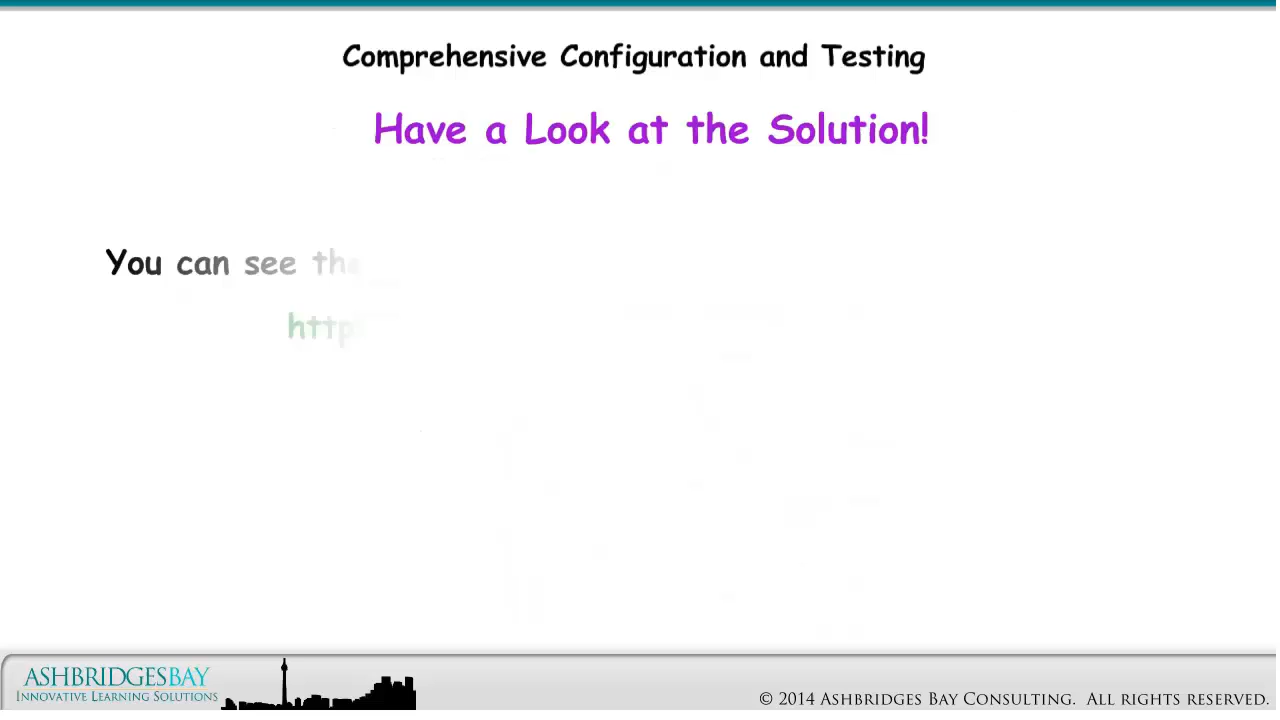 Comprehensive Configuration and Testing
Have a Look at the Solution!
You can see the
http
ASHBRIDGESBAY
INNOVATIVE LEARNING SOLUTIONS
© 2014 ASHBRIDGES BAY CONSULTING. ALL RIGHTS RESERVED.